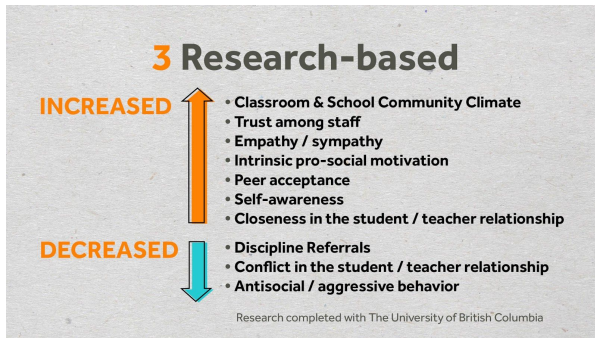 3 Research-based
INCREASED
• Classroom & School Community Climate
• Trust among staff
• Empathy / sympathy
• Intrinsic pro-social motivation
• Peer acceptance
• Self-awareness
• Closeness in the student / teacher relationship
DECREASED
• Discipline Referrals
• Conflict in the student / teacher relationship
• Antisocial / aggressive behavior
Research completed with The University of British Columbia